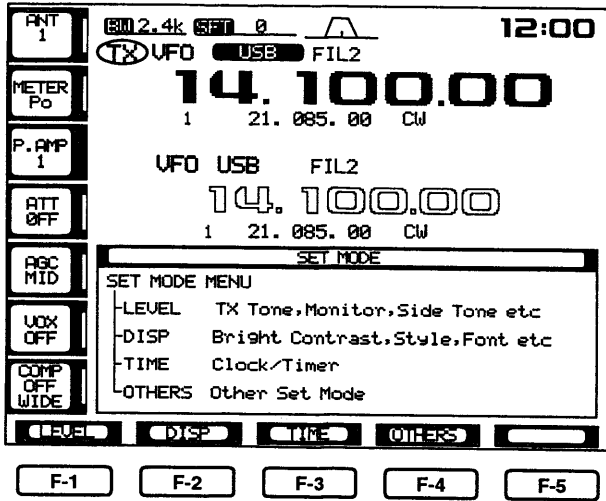 ANT
1
BW 2.4k SET 0
12:00
TX VFO USB FIL2
14.100.00
1 21.085.00 CW
METER
Po
P.AMP
1
VFO USB FIL2
14.100.00
1 21.085.00 CW
ATT
OFF
AGC
MID
VOX
OFF
COMP
OFF
WIDE
SET MODE
SET MODE MENU
LEVEL TX Tone,Monitor,Side Tone etc
DISP Bright Contrast,Style,Font etc
TIME Clock/Timer
OTHERS Other Set Mode
LEVEL DISP TIME OTHERS
F-1 F-2 F-3 F-4 F-5